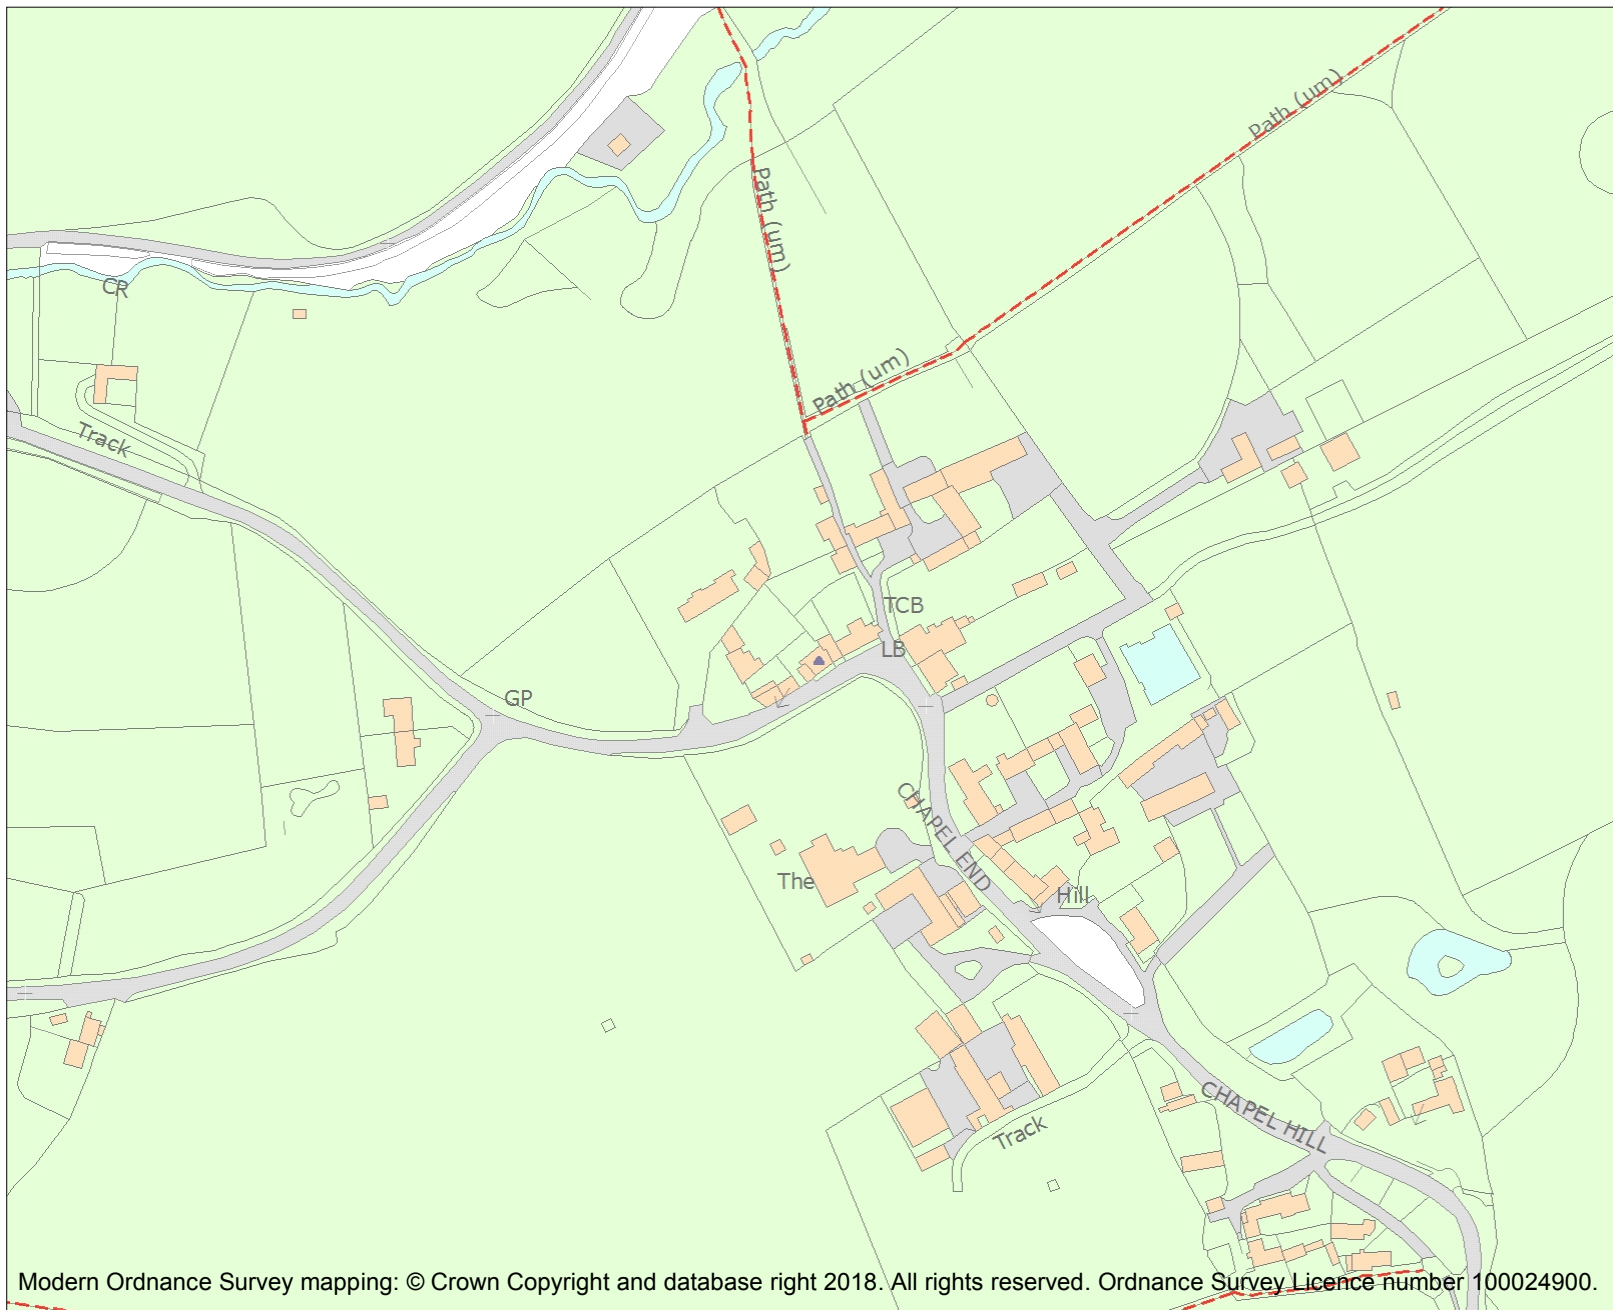 Path (um)
Path (um)
CR
Path (um)
Track
TCB
LB
GP
CHAPEL END
The
Hill
CHAPEL HILL
Track
Modern Ordnance Survey mapping: © Crown Copyright and database right 2018. All rights reserved. Ordnance Survey Licence number 100024900.